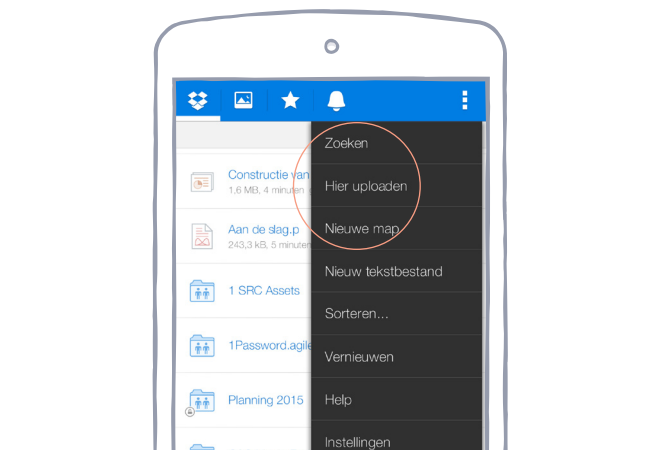 Zoeken
Constructie van
1,6 MB, 4 minuten
Hier uploaden
Aan de slag.p
243,3 kB, 5 minuten
Nieuwe map
Nieuw tekstbestand
1 SRC Assets
Sorteren...
1Password.agile
Vernieuwen
Planning 2015
Help
Instellingen